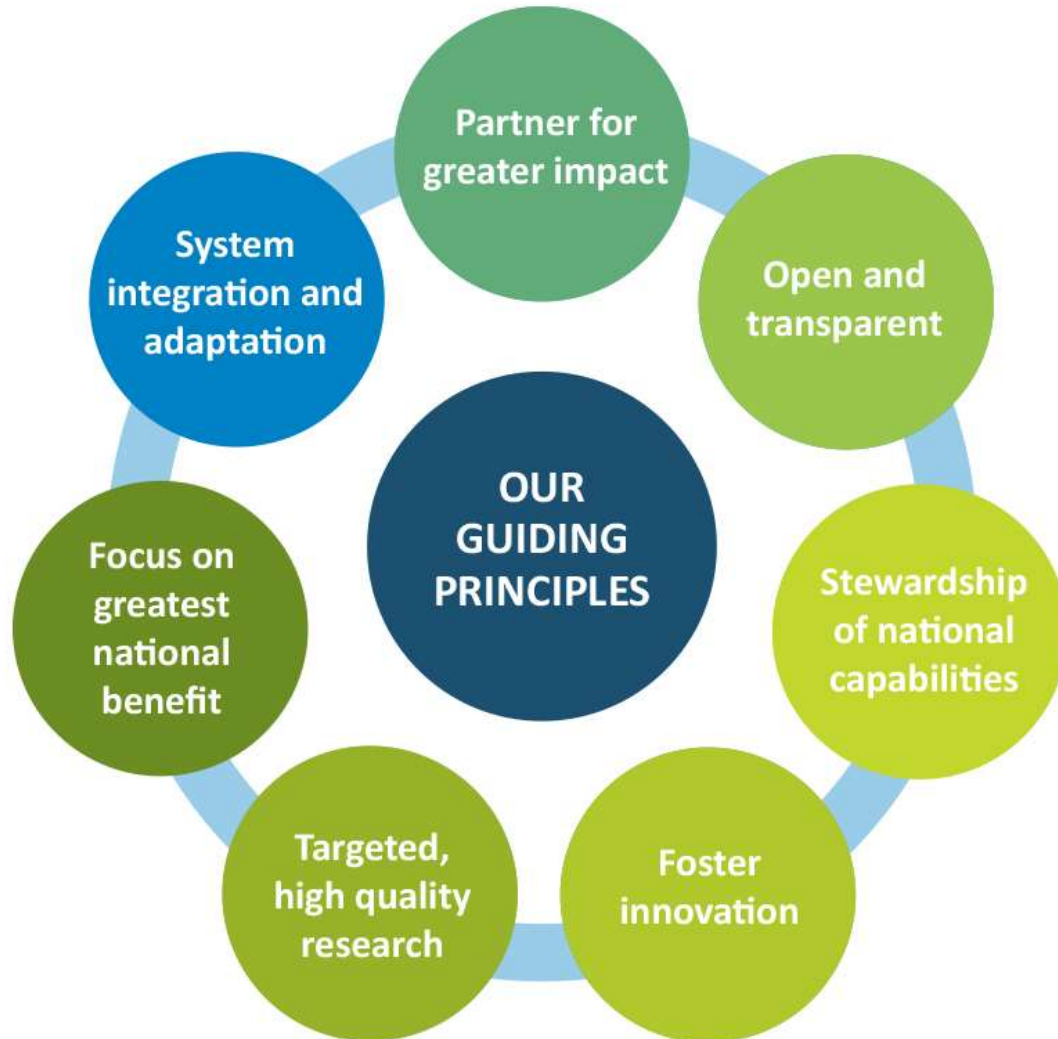 Partner for
greater impact
Open and
transparent
Stewardship
of national
capabilities
Foster
innovation
Targeted,
high quality
research
Focus on
greatest
national
benefit
System
integration and
adaptation
OUR
GUIDING
PRINCIPLES